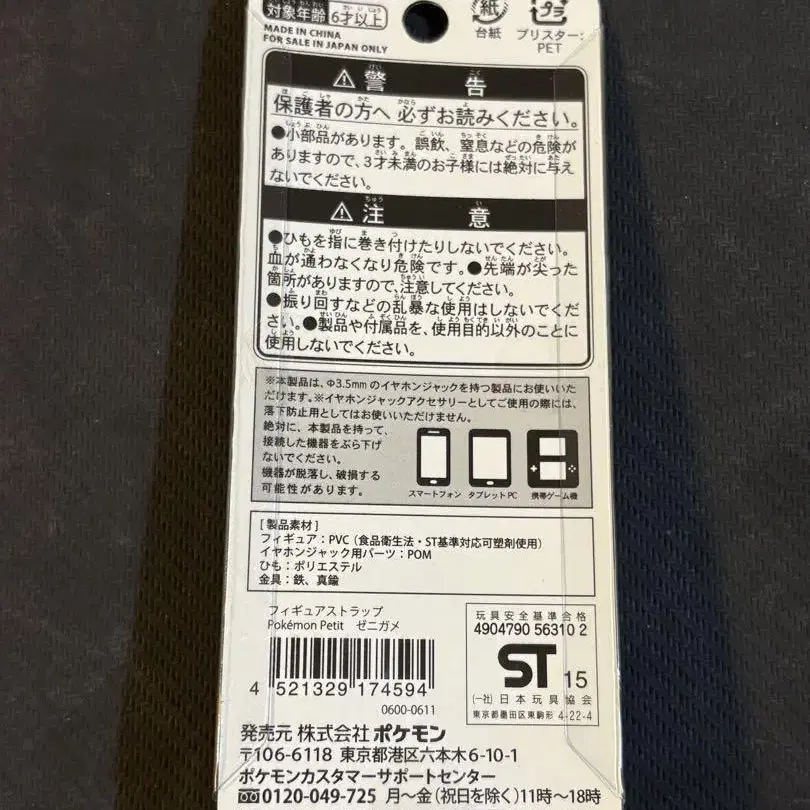 対象年齢 6才以上
MADE IN CHINA
FOR SALE IN JAPAN ONLY
紙
台紙
プラ
ブリスター:
PET
⚠警告
保護者の方へ 必ずお読みください。
●小部品があります。誤飲、窒息などの危険が
ありますので、3才未満のお子様には絶対に与え
ないでください。
⚠注意
●ひもを指に巻き付けたりしないでください。
血が通わなくなり危険です。●先端が尖った
箇所がありますので、注意してください。
●振り回すなどの乱暴な使用はしないでくだ
さい。●製品や付属品を、使用目的以外のことに
使用しないでください。
※本製品は、Φ3.5mmのイヤホンジャックを持つ製品にお使いいた
だけます。※イヤホンジャックアクセサリーとしてご使用の際には、
落下防止用としてはお使いいただけません。
絶対に、本製品を持って、
接続した機器をぶら下げ
ないでください。
機器が脱落し、破損する
可能性があります。
スマートフォン タブレットPC 携帯ゲーム機
[製品素材]
フィギュア:PVC(食品衛生法・ST基準対応可塑剤使用)
イヤホンジャック用パーツ:POM
ひも:ポリエステル
金具:鉄、真鍮
フィギュアストラップ
Pokémon Petit ゼニガメ
4 521329 174594
0600-0611
玩具安全基準合格
4904790 56310 2
ST 15
(一社)日本玩具協会
東京都墨田区東駒形 4-22-4
発売元 株式会社ポケモン
〒106-6118 東京都港区六本木6-10-1
ポケモンカスタマーサポートセンター
0120-049-725 月〜金(祝日を除く)11時〜18時